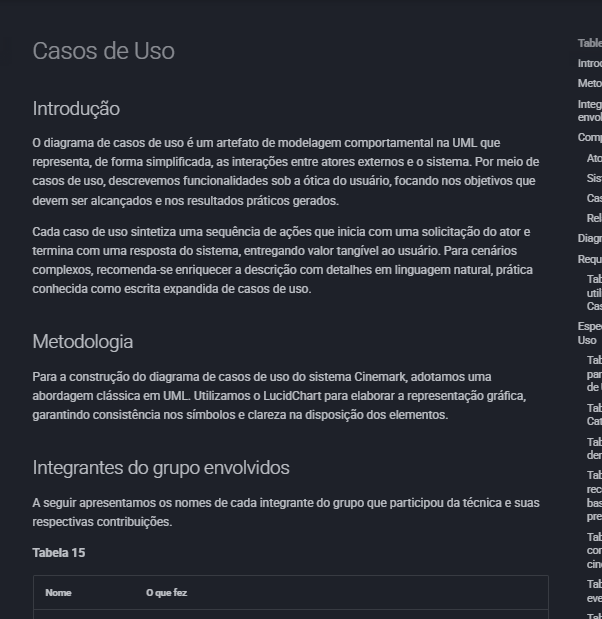 Casos de Uso
Introdução
O diagrama de casos de uso é um artefato de modelagem comportamental na UML que
representa, de forma simplificada, as interações entre atores externos e o sistema. Por meio de
casos de uso, descrevemos funcionalidades sob a ótica do usuário, focando nos objetivos que
devem ser alcançados e nos resultados práticos gerados.
Cada caso de uso sintetiza uma sequência de ações que inicia com uma solicitação do ator e
termina com uma resposta do sistema, entregando valor tangível ao usuário. Para cenários
complexos, recomenda-se enriquecer a descrição com detalhes em linguagem natural, prática
conhecida como escrita expandida de casos de uso.
Metodologia
Para a construção do diagrama de casos de uso do sistema Cinemark, adotamos uma
abordagem clássica em UML. Utilizamos o LucidChart para elaborar a representação gráfica,
garantindo consistência nos símbolos e clareza na disposição dos elementos.
Integrantes do grupo envolvidos
A seguir apresentamos os nomes de cada integrante do grupo que participou da técnica e suas
respectivas contribuições.
Tabela 15
Nome O que fez
Table
Introd
Meto
Integ
envol
Comp
Ato
Sis
Cas
Rel
Diagr
Requ
Tab
util
Cas
Espe
Uso
Tab
par
de
Tab
Cat
Tab
der
Tab
rec
bas
pre
Tab
cor
cin
Tab
eve
Tab